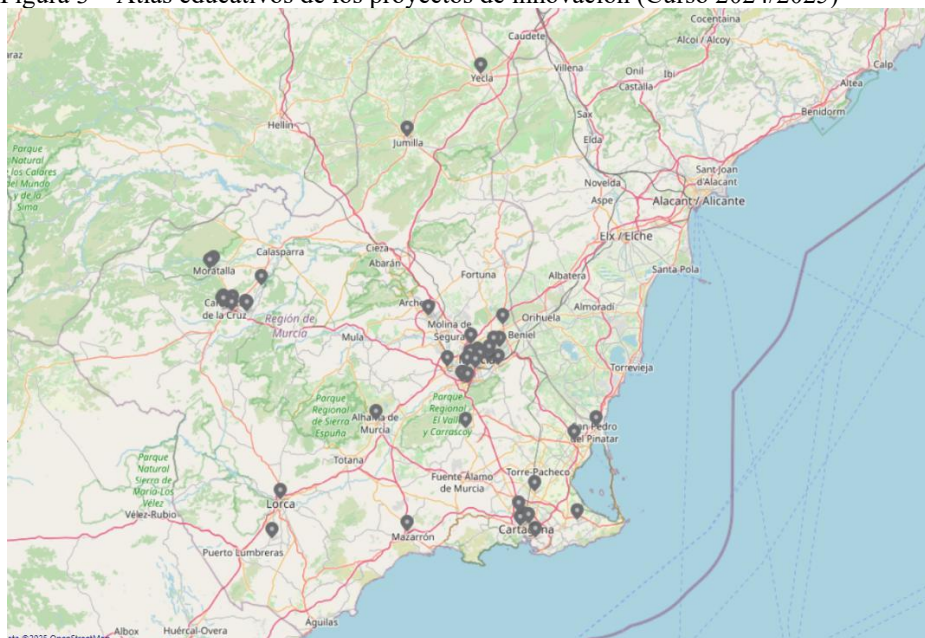 Figura 3 – Atlas educativos de los proyectos de innovación (Curso 2024/2025)
Cocentaina
Caudete
Alcoi / Alcoy
Calp
Villena
Onil
Ibi
Yecla
Castalla
Altea
Benidorm
Sax
Hellín
Elda
Jumilla
Parque
Natural
los Calares
del Mundo
y de la
Sima
Sant Joan
d'Alacant
Novelda
Aspe
Alacant / Alicante
Elx / Elche
Calasparra
Cieza
Abarán
Moratalla
Fortuna
Albatera
Santa Pola
de la Cruz
Almoradí
Región de
Murcia
Molina de
Segura
Orihuela
Beniel
Mula
Torrevieja
Parque
Regional
de Sierra
Espuña
Parque
Regional
El Valle
y Carrascoy
Alhama de
Murcia
del Pinatar
Parque
Natural
Sierra de
María-Los
Vélez
Totana
Fuente Álamo
de Murcia
Torre-Pacheco
Lorca
Vélez-Rubio
Puerto Lumbreras
Mazarrón
Águilas
Albox
Huércal-Overa
©2025 OpenStreetMap